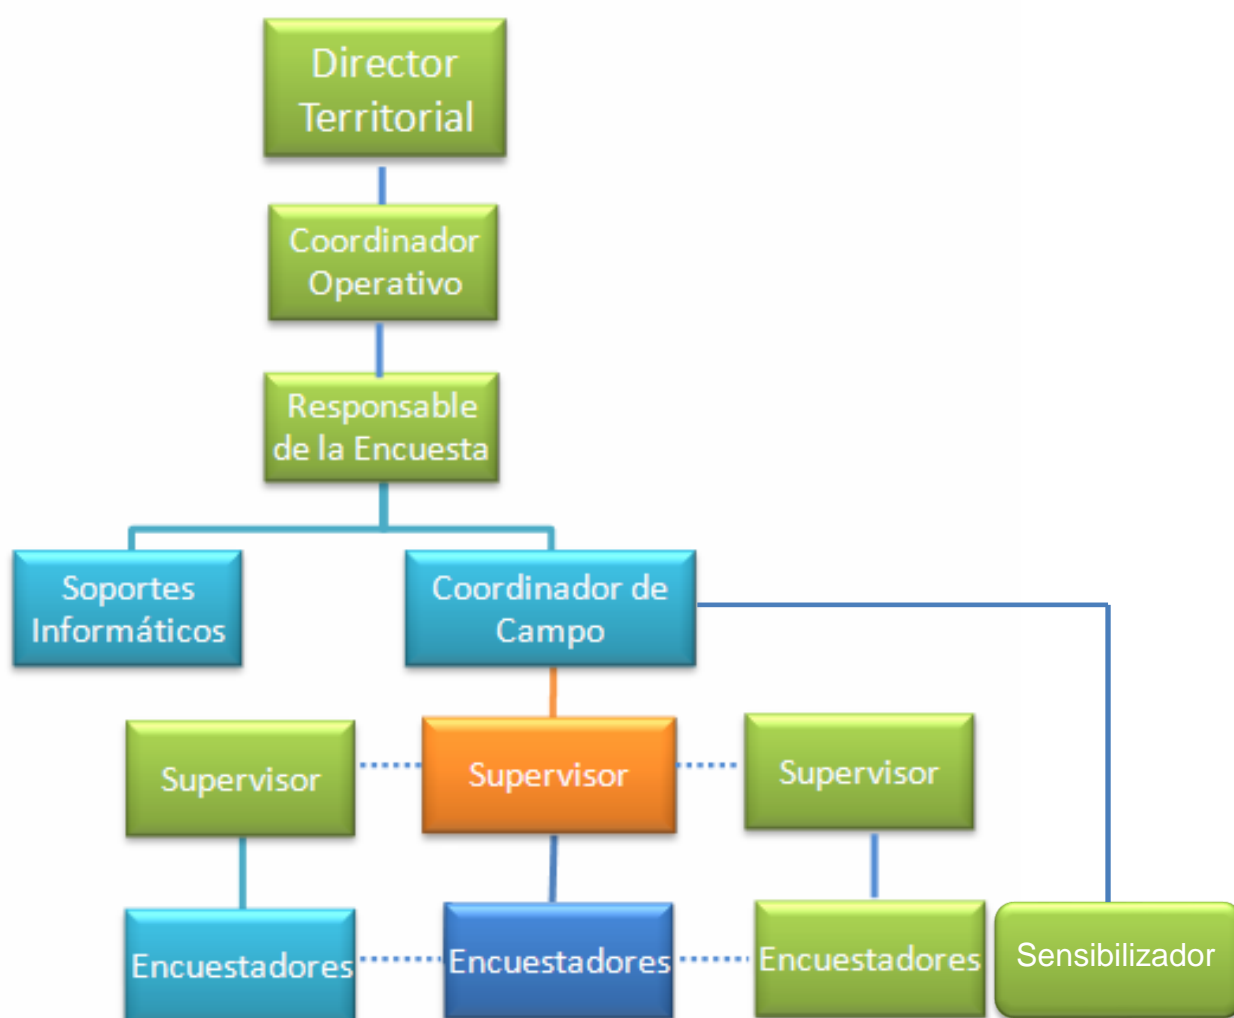 Director
Territorial
Coordinador
Operativo
Responsable
de la Encuesta
Soportes
Informáticos
Coordinador de
Campo
Supervisor
Supervisor
Supervisor
Encuestadores
Encuestadores
Encuestadores
Sensibilizador